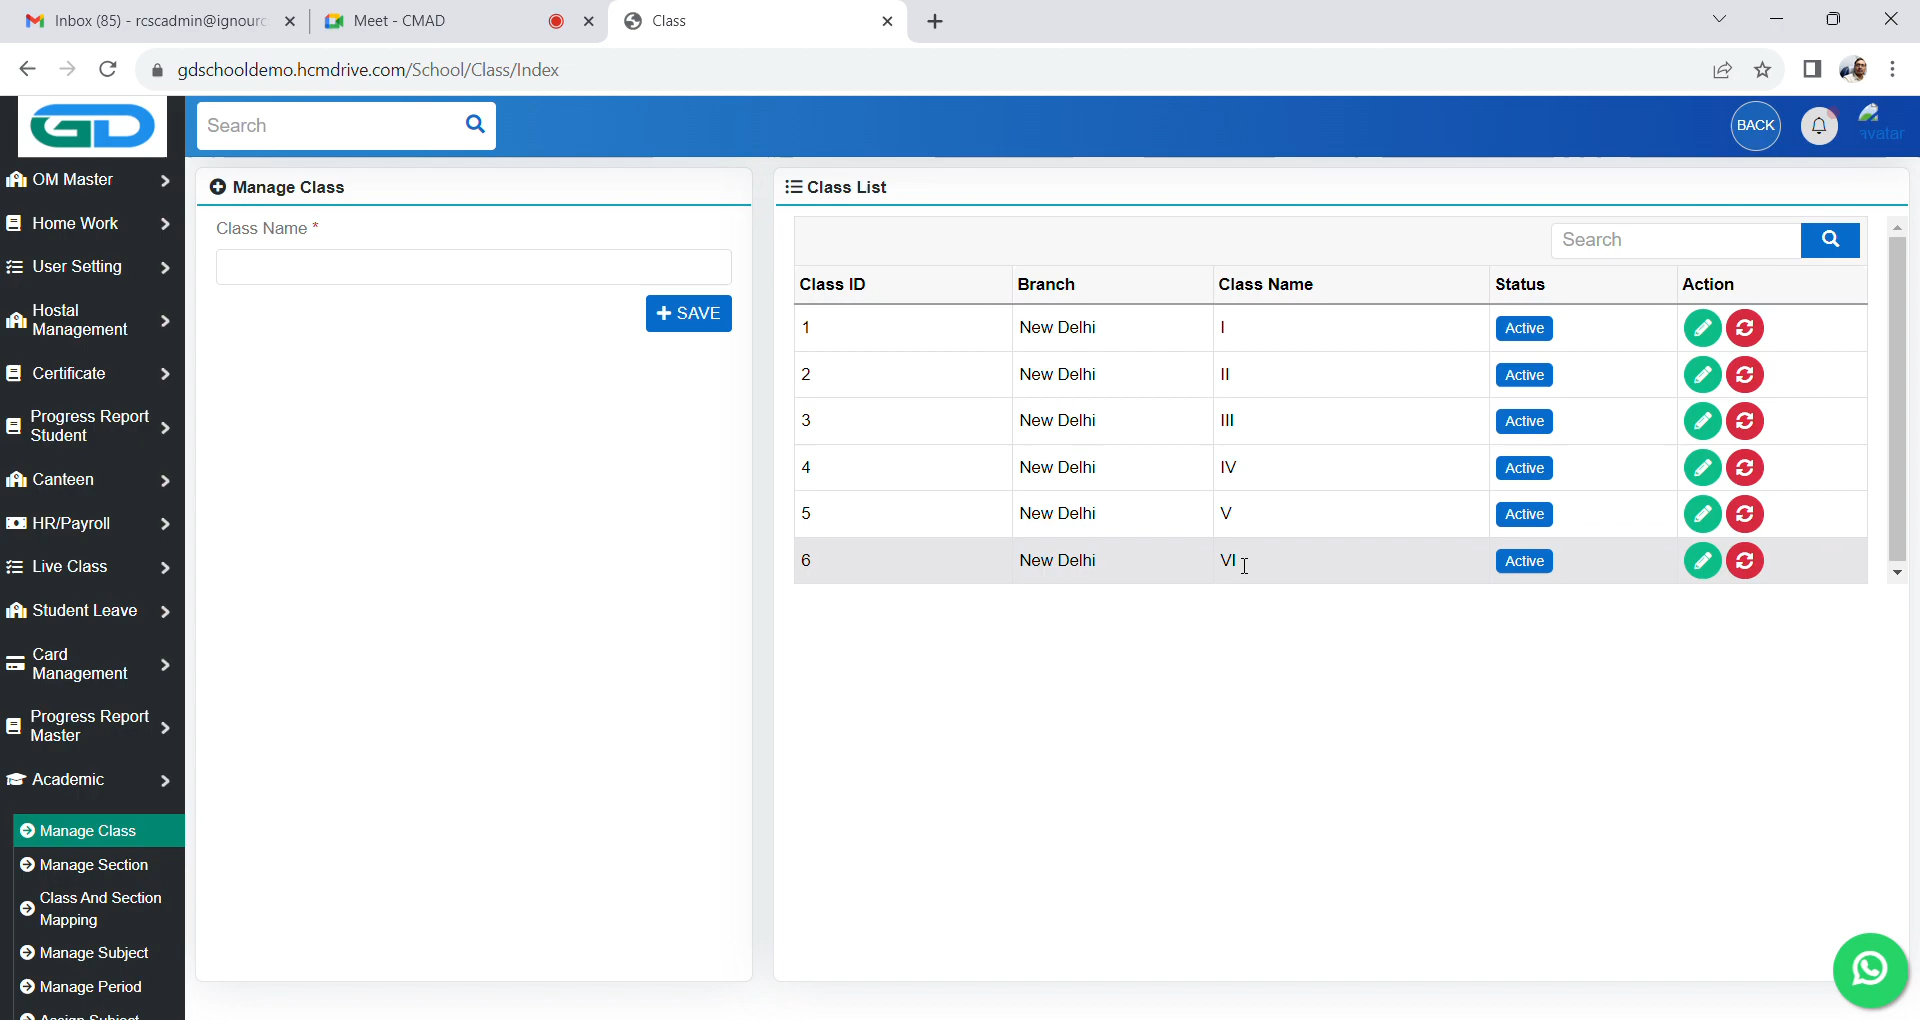 Inbox (85) - rcscadmin@ignourc
Meet - CMAD
Class
gdschooldemo.hcmdrive.com/School/Class/Index
GD
Search
BACK
avatar
OM Master
Home Work
User Setting
Hostal
Management
Certificate
Progress Report
Student
Canteen
HR/Payroll
Live Class
Student Leave
Card
Management
Progress Report
Master
Academic
Manage Class
Manage Section
Class And Section
Mapping
Manage Subject
Manage Period
Assign Subject
Manage Class
Class Name *
+ SAVE
Class List
Search
Class ID Branch Class Name Status Action
1 New Delhi I Active
2 New Delhi II Active
3 New Delhi III Active
4 New Delhi IV Active
5 New Delhi V Active
6 New Delhi VI Active